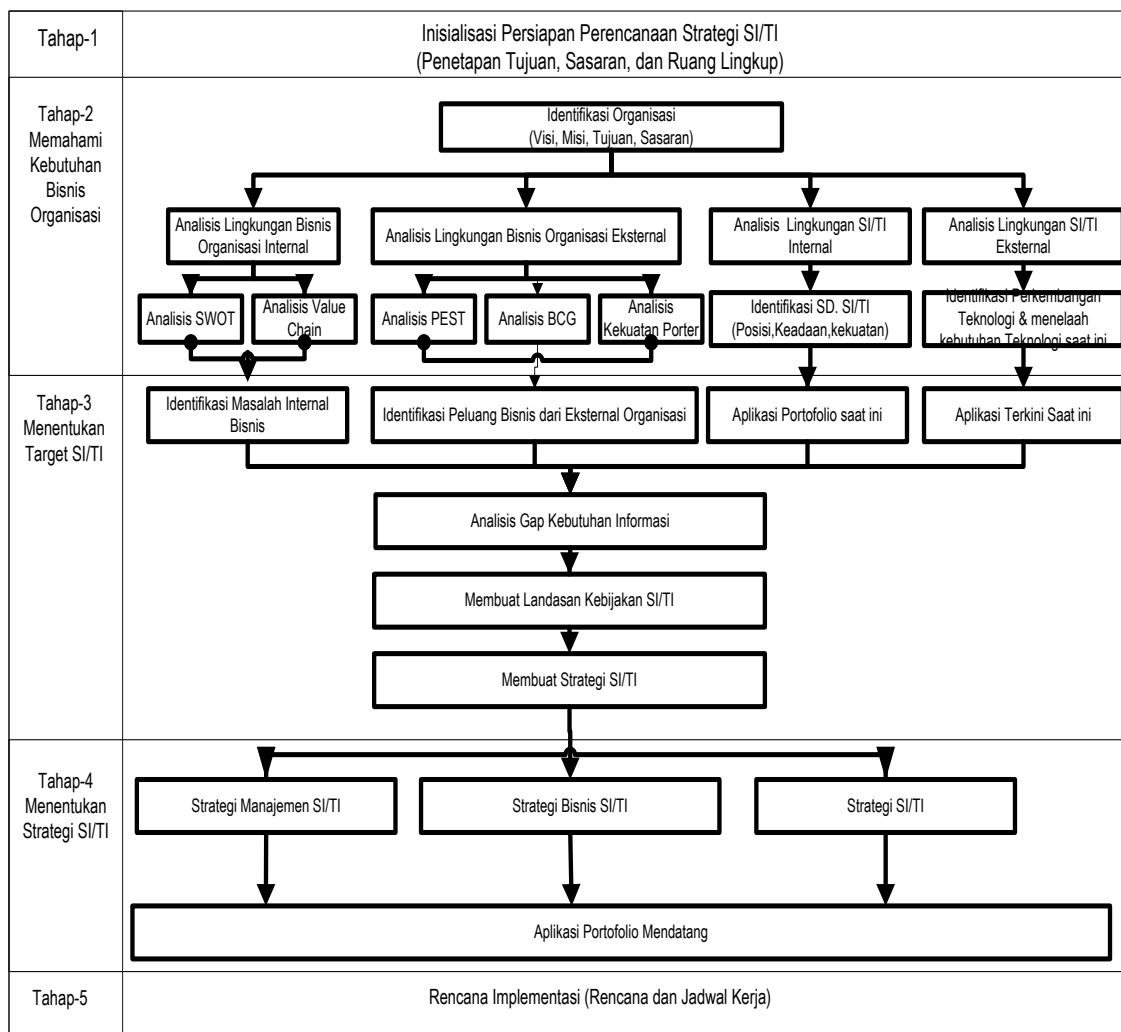 Tahap-1
Inisialisasi Persiapan Perencanaan Strategi SI/TI
(Penetapan Tujuan, Sasaran, dan Ruang Lingkup)
Tahap-2
Memahami
Kebutuhan
Bisnis
Organisasi
Identifikasi Organisasi
(Visi, Misi, Tujuan, Sasaran)
Analisis Lingkungan Bisnis
Organisasi Internal
Analisis Lingkungan Bisnis Organisasi Eksternal
Analisis Lingkungan SI/TI
Internal
Analisis Lingkungan SI/TI
Eksternal
Analisis SWOT
Analisis Value
Chain
Analisis PEST
Analisis BCG
Analisis
Kekuatan Porter
Identifikasi SD. SI/TI
(Posisi,Keadaan,kekuatan)
Identifikasi Perkembangan
Teknologi & menelaah
kebutuhan Teknologi saat ini
Tahap-3
Menentukan
Target SI/TI
Identifikasi Masalah Internal
Bisnis
Identifikasi Peluang Bisnis dari Eksternal Organisasi
Aplikasi Portofolio saat ini
Aplikasi Terkini Saat ini
Analisis Gap Kebutuhan Informasi
Membuat Landasan Kebijakan SI/TI
Membuat Strategi SI/TI
Tahap-4
Menentukan
Strategi SI/TI
Strategi Manajemen SI/TI
Strategi Bisnis SI/TI
Strategi SI/TI
Aplikasi Portofolio Mendatang
Tahap-5
Rencana Implementasi (Rencana dan Jadwal Kerja)